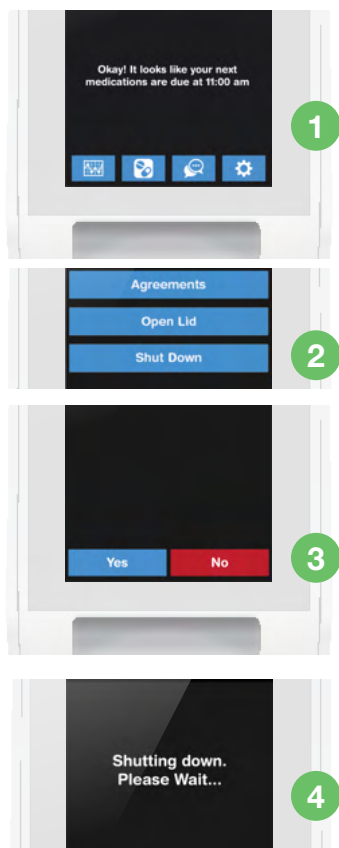 Okay! It looks like your next
medications are due at 11:00 am
1
Agreements
Open Lid
Shut Down
2
Yes No
3
Shutting down.
Please Wait...
4